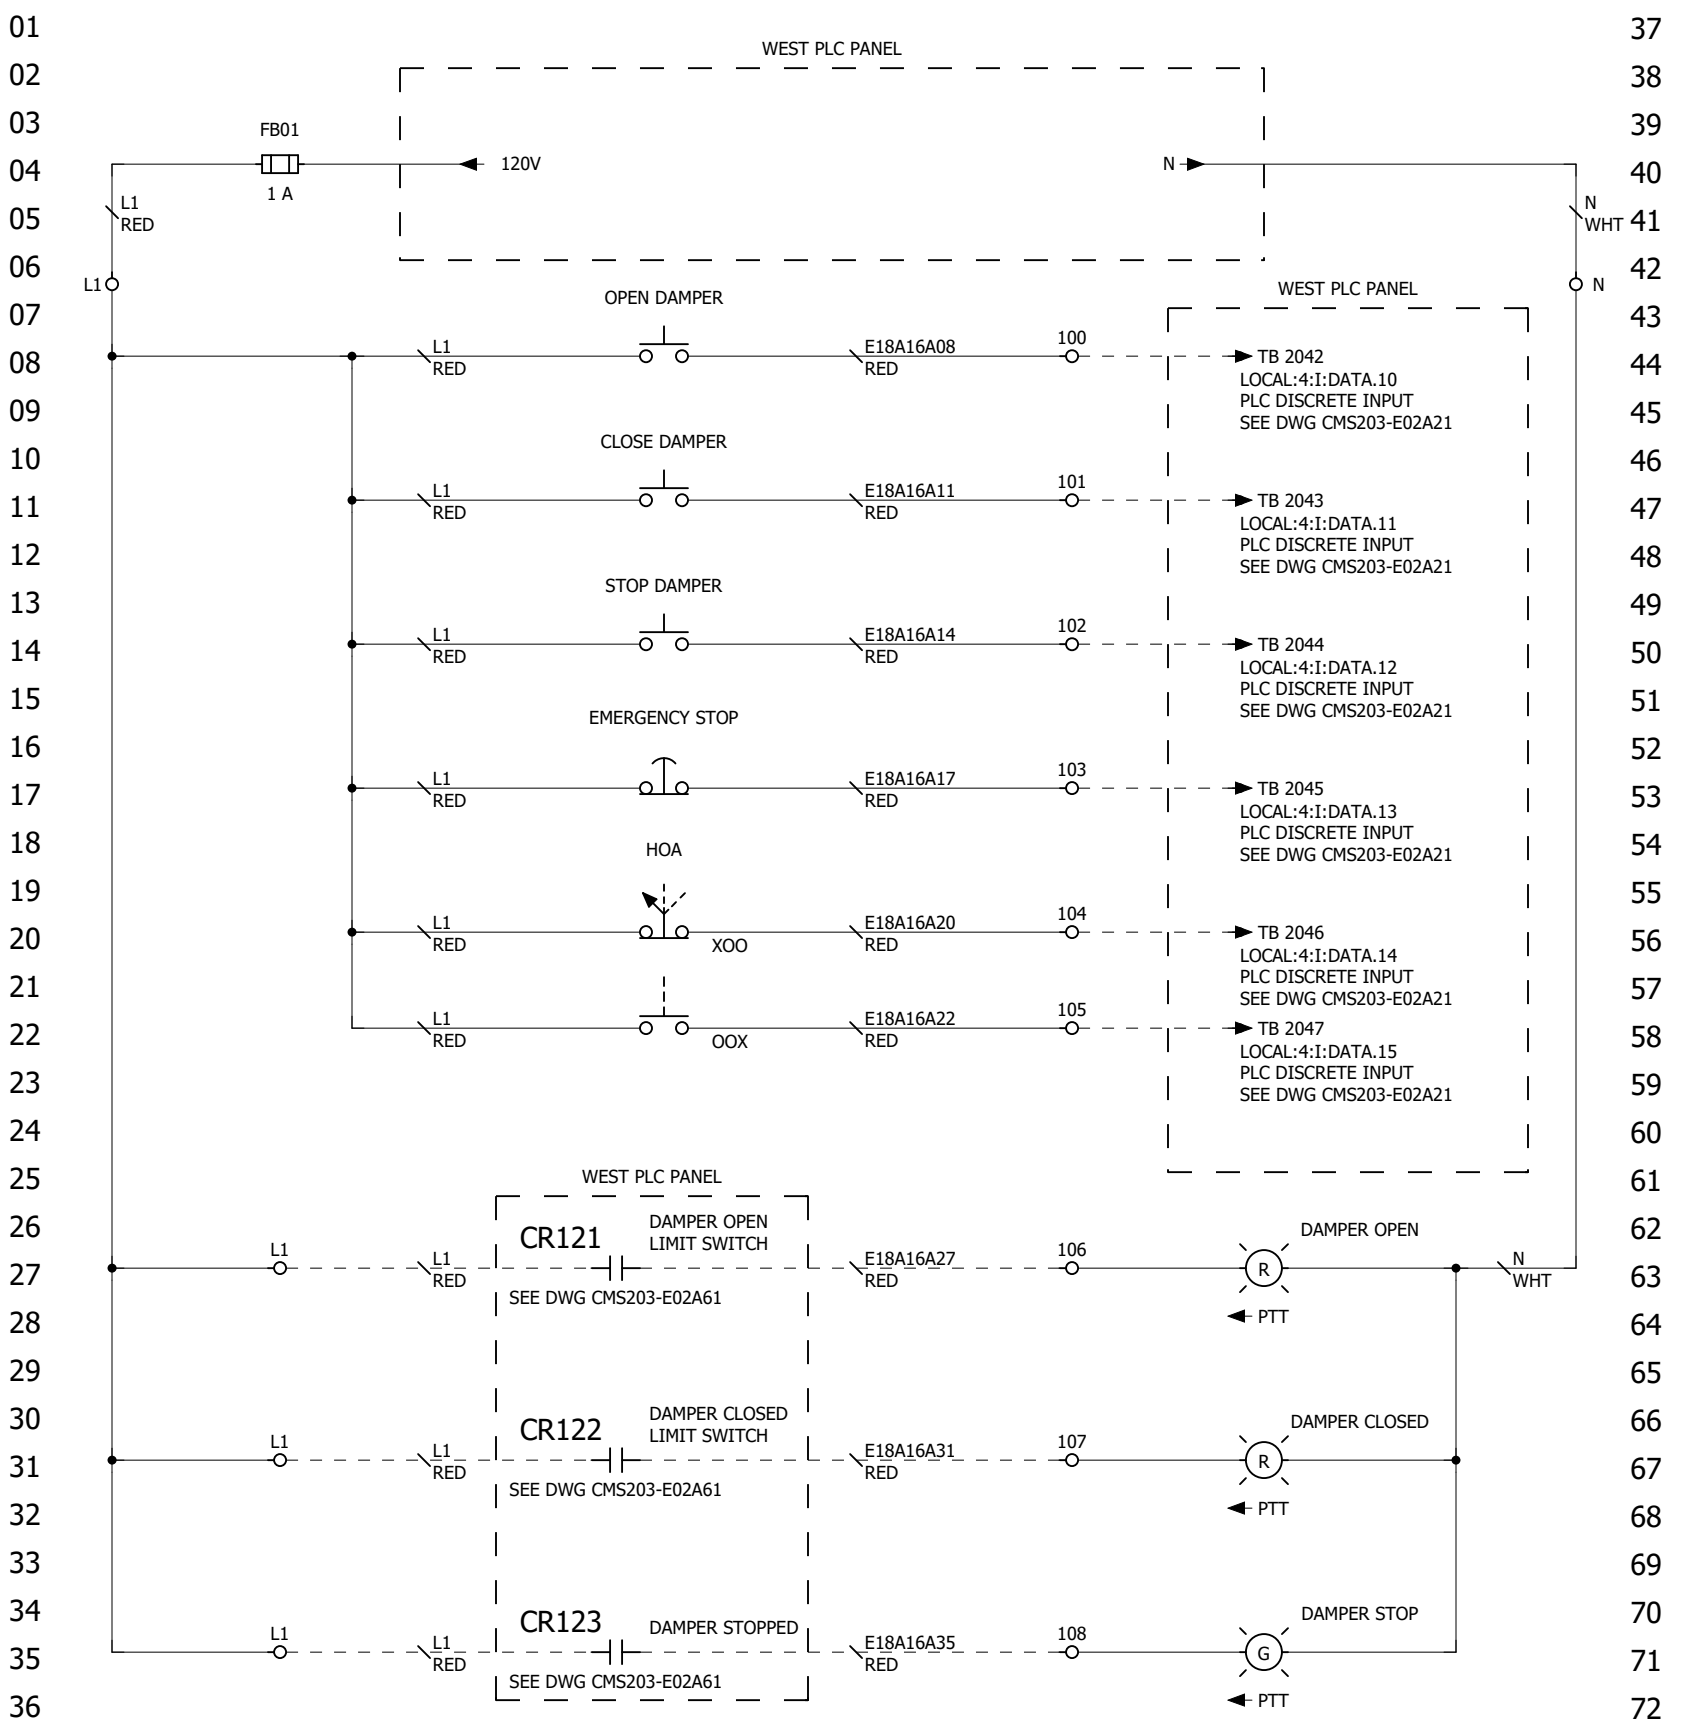 01
37
WEST PLC PANEL
02
38
03
39
FB01
04
120V
N
40
1 A
L1
RED
N
WHT
05
41
06
42
L1
N
WEST PLC PANEL
OPEN DAMPER
07
43
08
L1
RED
E18A16A08
RED
100
TB 2042
LOCAL:4:I:DATA.10
PLC DISCRETE INPUT
SEE DWG CMS203-E02A21
44
09
45
CLOSE DAMPER
10
46
11
L1
RED
E18A16A11
RED
101
TB 2043
LOCAL:4:I:DATA.11
PLC DISCRETE INPUT
SEE DWG CMS203-E02A21
47
12
48
STOP DAMPER
13
49
14
L1
RED
E18A16A14
RED
102
TB 2044
LOCAL:4:I:DATA.12
PLC DISCRETE INPUT
SEE DWG CMS203-E02A21
50
15
51
EMERGENCY STOP
16
52
17
L1
RED
E18A16A17
RED
103
TB 2045
LOCAL:4:I:DATA.13
PLC DISCRETE INPUT
SEE DWG CMS203-E02A21
53
18
54
HOA
19
55
20
L1
RED
XOO
E18A16A20
RED
104
TB 2046
LOCAL:4:I:DATA.14
PLC DISCRETE INPUT
SEE DWG CMS203-E02A21
56
21
57
22
L1
RED
OOX
E18A16A22
RED
105
TB 2047
LOCAL:4:I:DATA.15
PLC DISCRETE INPUT
SEE DWG CMS203-E02A21
58
23
59
24
60
25
61
WEST PLC PANEL
26
62
CR121
DAMPER OPEN
LIMIT SWITCH
DAMPER OPEN
27
L1
L1
RED
SEE DWG CMS203-E02A61
E18A16A27
RED
106
R
N
WHT
63
28
PTT
64
29
65
30
66
CR122
DAMPER CLOSED
LIMIT SWITCH
DAMPER CLOSED
31
L1
L1
RED
SEE DWG CMS203-E02A61
E18A16A31
RED
107
R
67
32
PTT
68
33
69
34
70
CR123
DAMPER STOPPED
DAMPER STOP
35
L1
L1
RED
SEE DWG CMS203-E02A61
E18A16A35
RED
108
G
71
36
PTT
72